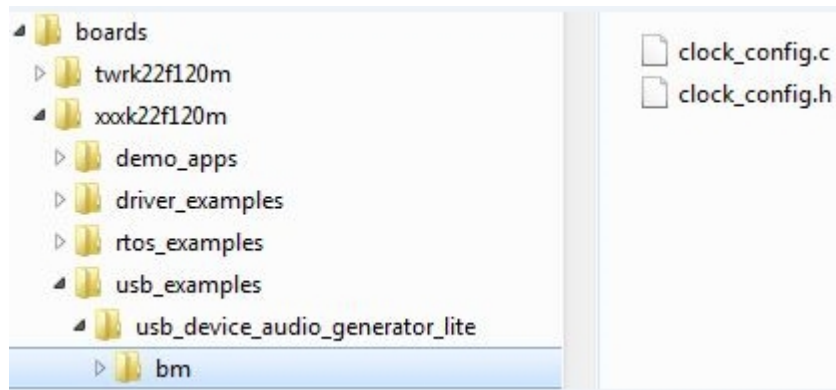 boards
twrk22f120m
xxxk22f120m
demo_apps
driver_examples
rtos_examples
usb_examples
usb_device_audio_generator_lite
bm
clock_config.c
clock_config.h